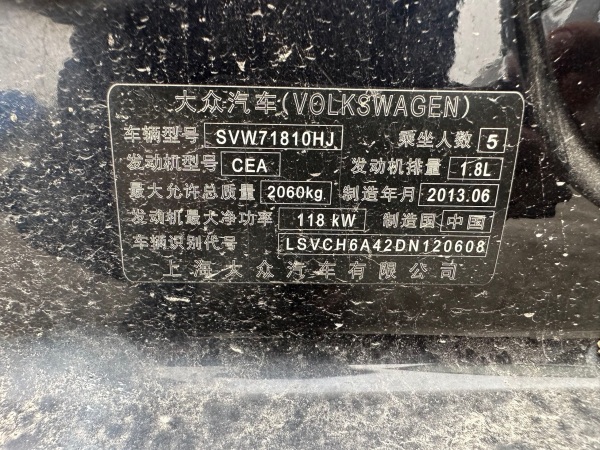 大众汽车(VOLKSWAGEN)
车辆型号 SVW71810HJ 乘坐人数 5
发动机型号 CEA 发动机排量 1.8L
最大允许总质量 2060kg 制造年月 2013.06
发动机最大净功率 118 kW 制造国 中国
车辆识别代号 LSVCH6A42DN120608
上海大众汽车有限公司